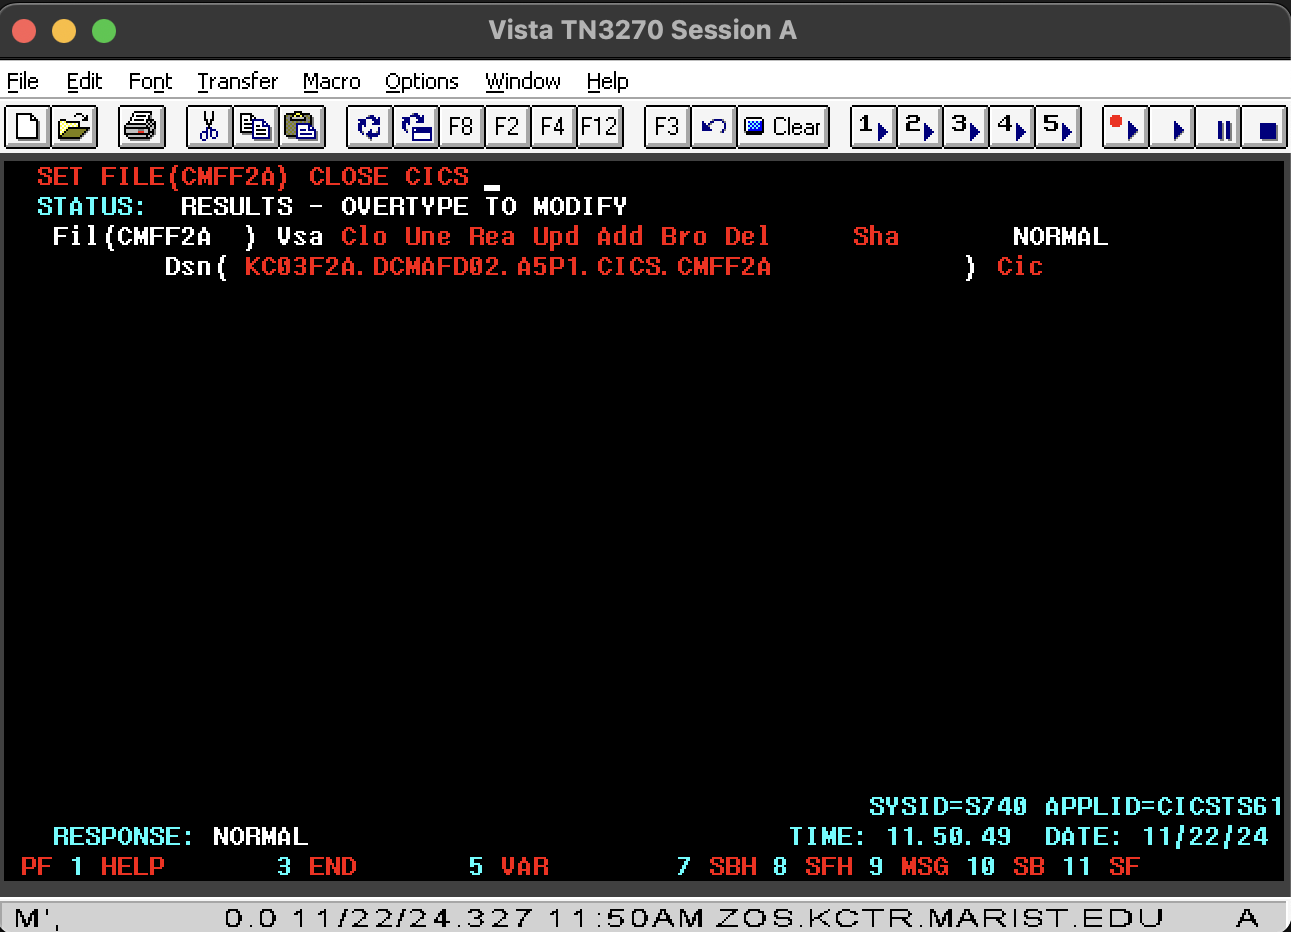 Vista TN3270 Session A
File Edit Font Transfer Macro Options Window Help
F8 F2 F4 F12 F3 Clear 1 2 3 4 5
SET FILE(CMFF2A) CLOSE CICS _
STATUS:  RESULTS - OVERTYPE TO MODIFY
Fil(CMFF2A  ) Vsa Clo Une Rea Upd Add Bro Del     Sha       NORMAL
Dsn( KC03F2A.DCMAFD02.A5P1.CICS.CMFF2A            ) Cic
SYSID=S740 APPLID=CICSTS61
RESPONSE: NORMAL                              TIME: 11.50.49  DATE: 11/22/24
PF 1 HELP       3 END       5 VAR        7 SBH 8 SFH 9 MSG 10 SB 11 SF
M', 0.0 11/22/24.327 11:50AM ZOS.KCTR.MARIST.EDU A